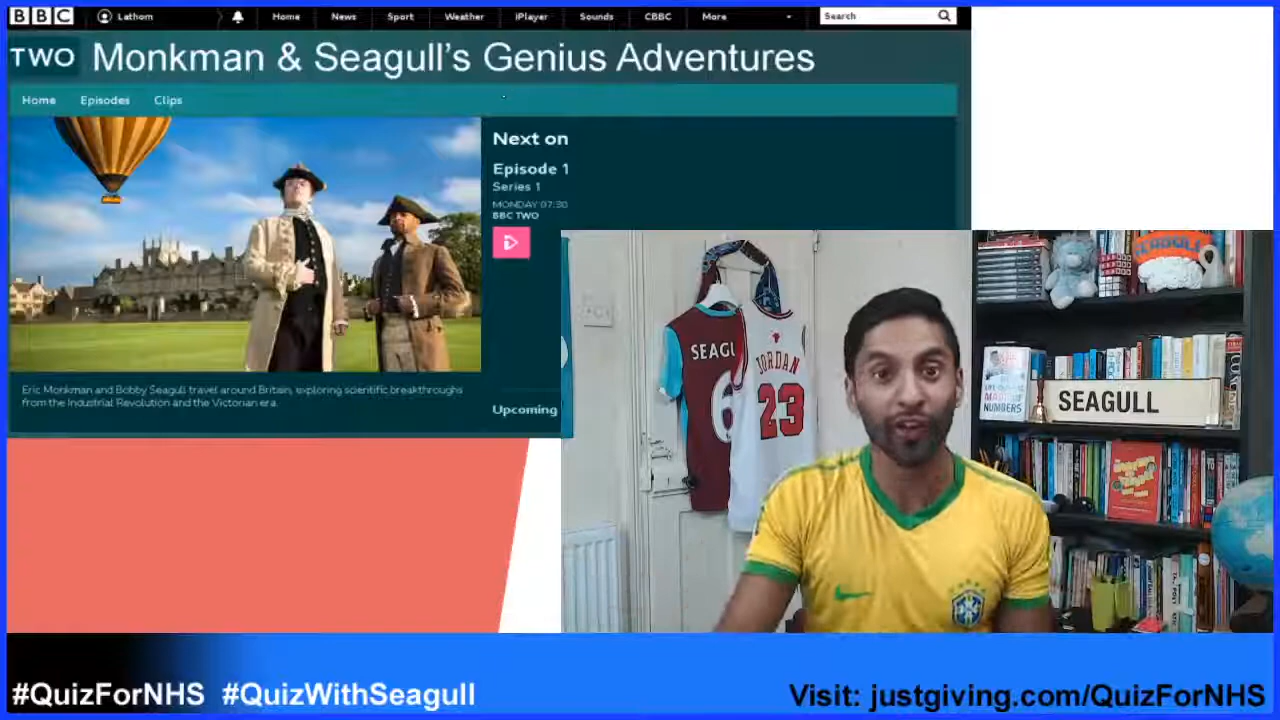 BBC Lathom Home News Sport Weather iPlayer Sounds CBBC More Search
TWO Monkman & Seagull's Genius Adventures
Home Episodes Clips
Next on
Episode 1
Series 1
MONDAY 07:30
BBC TWO
Eric Monkman and Bobby Seagull travel around Britain, exploring scientific breakthroughs
from the Industrial Revolution and the Victorian era.
Upcoming
SEAGU
6
JORDAN
23
SEAGULL
NUMBERS
SEAGULL
#QuizForNHS #QuizWithSeagull
Visit: justgiving.com/QuizForNHS